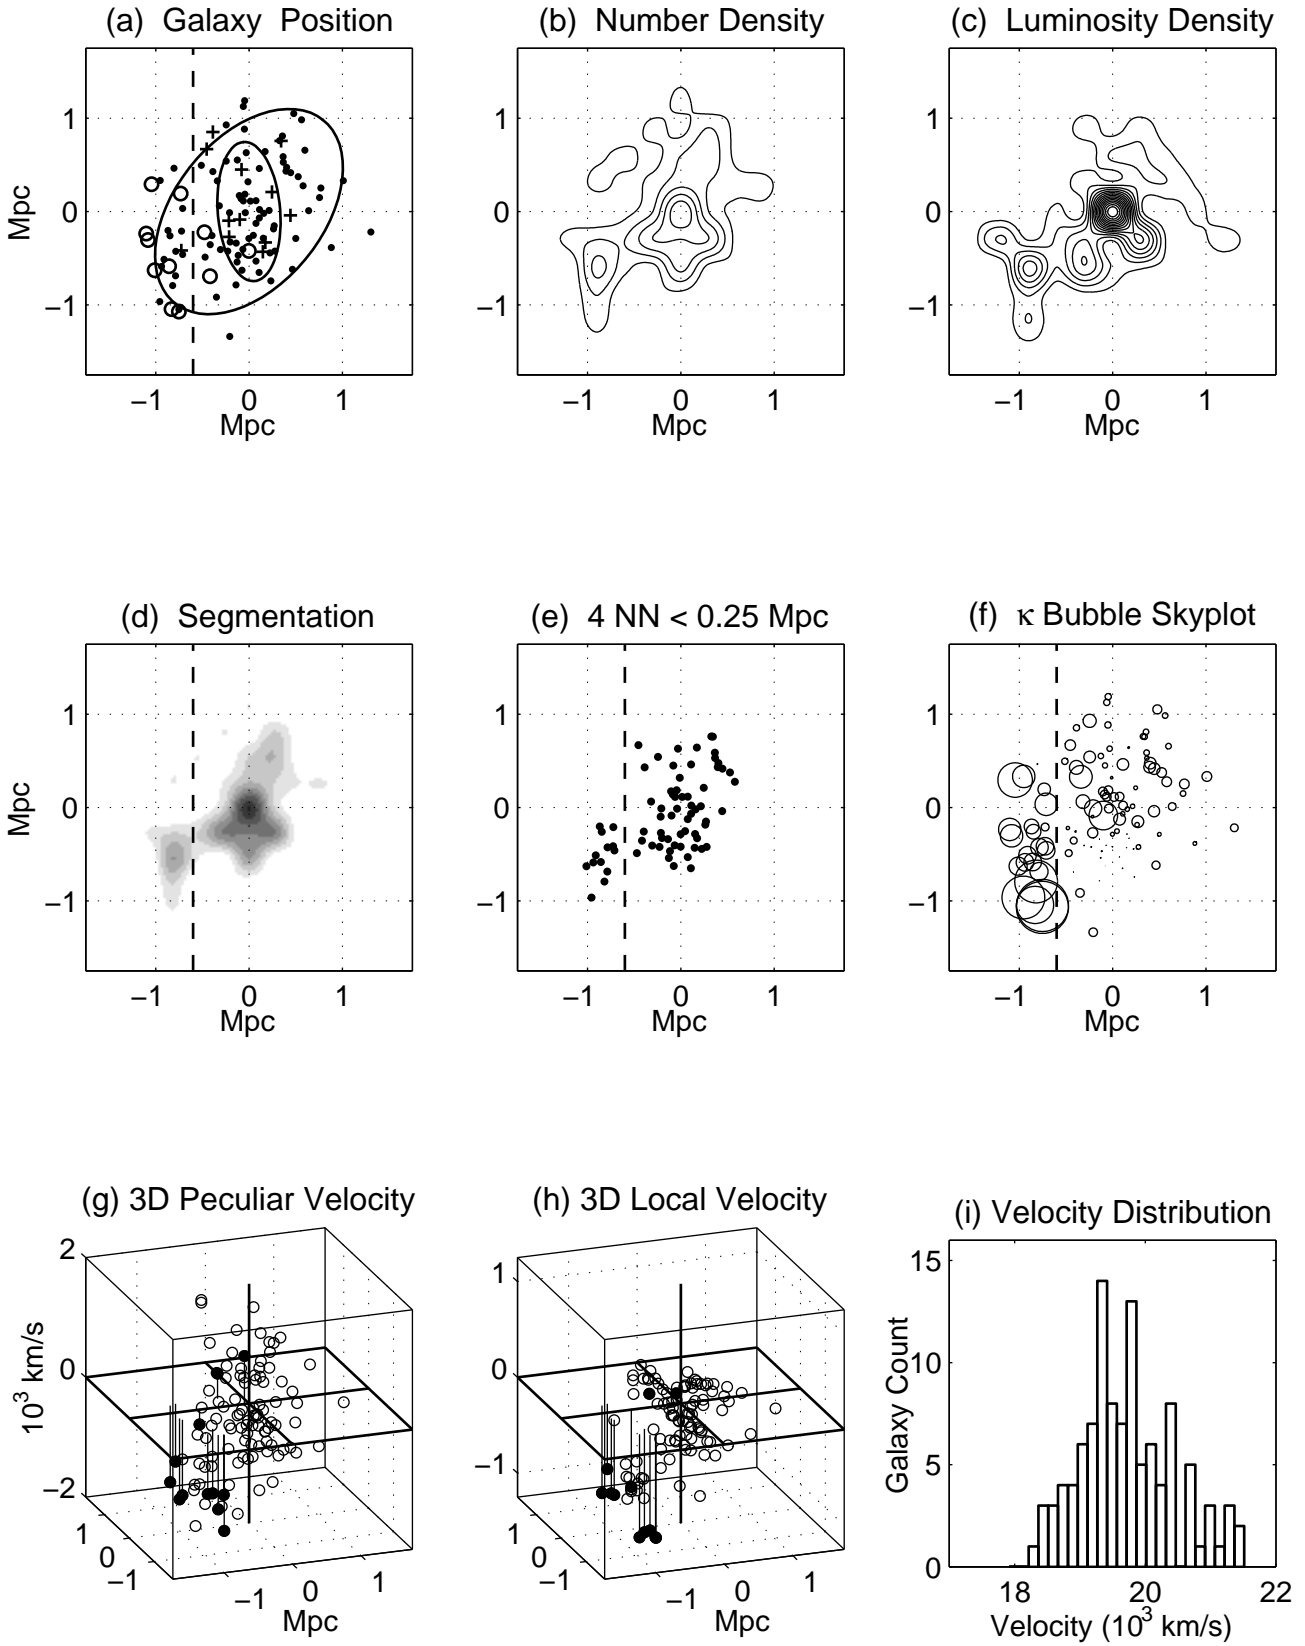 (a) Galaxy Position
(b) Number Density
(c) Luminosity Density
Mpc
1
0
−1
−1 0 1
Mpc
1
0
−1
−1 0 1
Mpc
1
0
−1
−1 0 1
Mpc
(d) Segmentation
(e) 4 NN < 0.25 Mpc
(f) κ Bubble Skyplot
Mpc
1
0
−1
−1 0 1
Mpc
1
0
−1
−1 0 1
Mpc
1
0
−1
−1 0 1
Mpc
(g) 3D Peculiar Velocity
(h) 3D Local Velocity
(i) Velocity Distribution
10³ km/s
2
0
−2
1
0
−1
−1 0 1
Mpc
1
0
−1
1
0
−1
−1 0 1
Mpc
Galaxy Count
15
10
5
0
18 20 22
Velocity (10³ km/s)